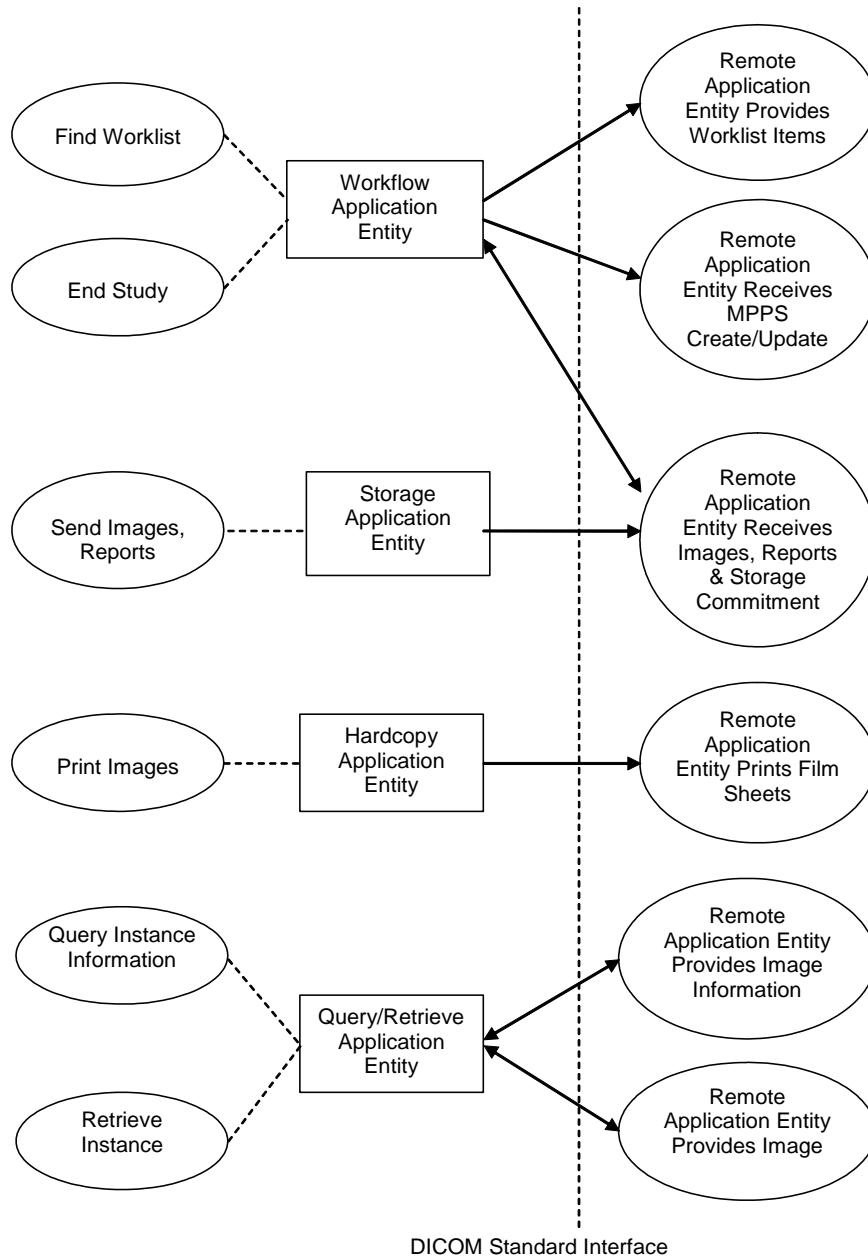 Find Worklist
End Study
Workflow
Application
Entity
Remote
Application
Entity Provides
Worklist Items
Remote
Application
Entity Receives
MPPS
Create/Update
Send Images,
Reports
Storage
Application
Entity
Remote
Application
Entity Receives
Images, Reports
& Storage
Commitment
Print Images
Hardcopy
Application
Entity
Remote
Application
Entity Prints Film
Sheets
Query Instance
Information
Retrieve
Instance
Query/Retrieve
Application
Entity
Remote
Application Entity
Provides Image
Information
Remote
Application Entity
Provides Image
DICOM Standard Interface